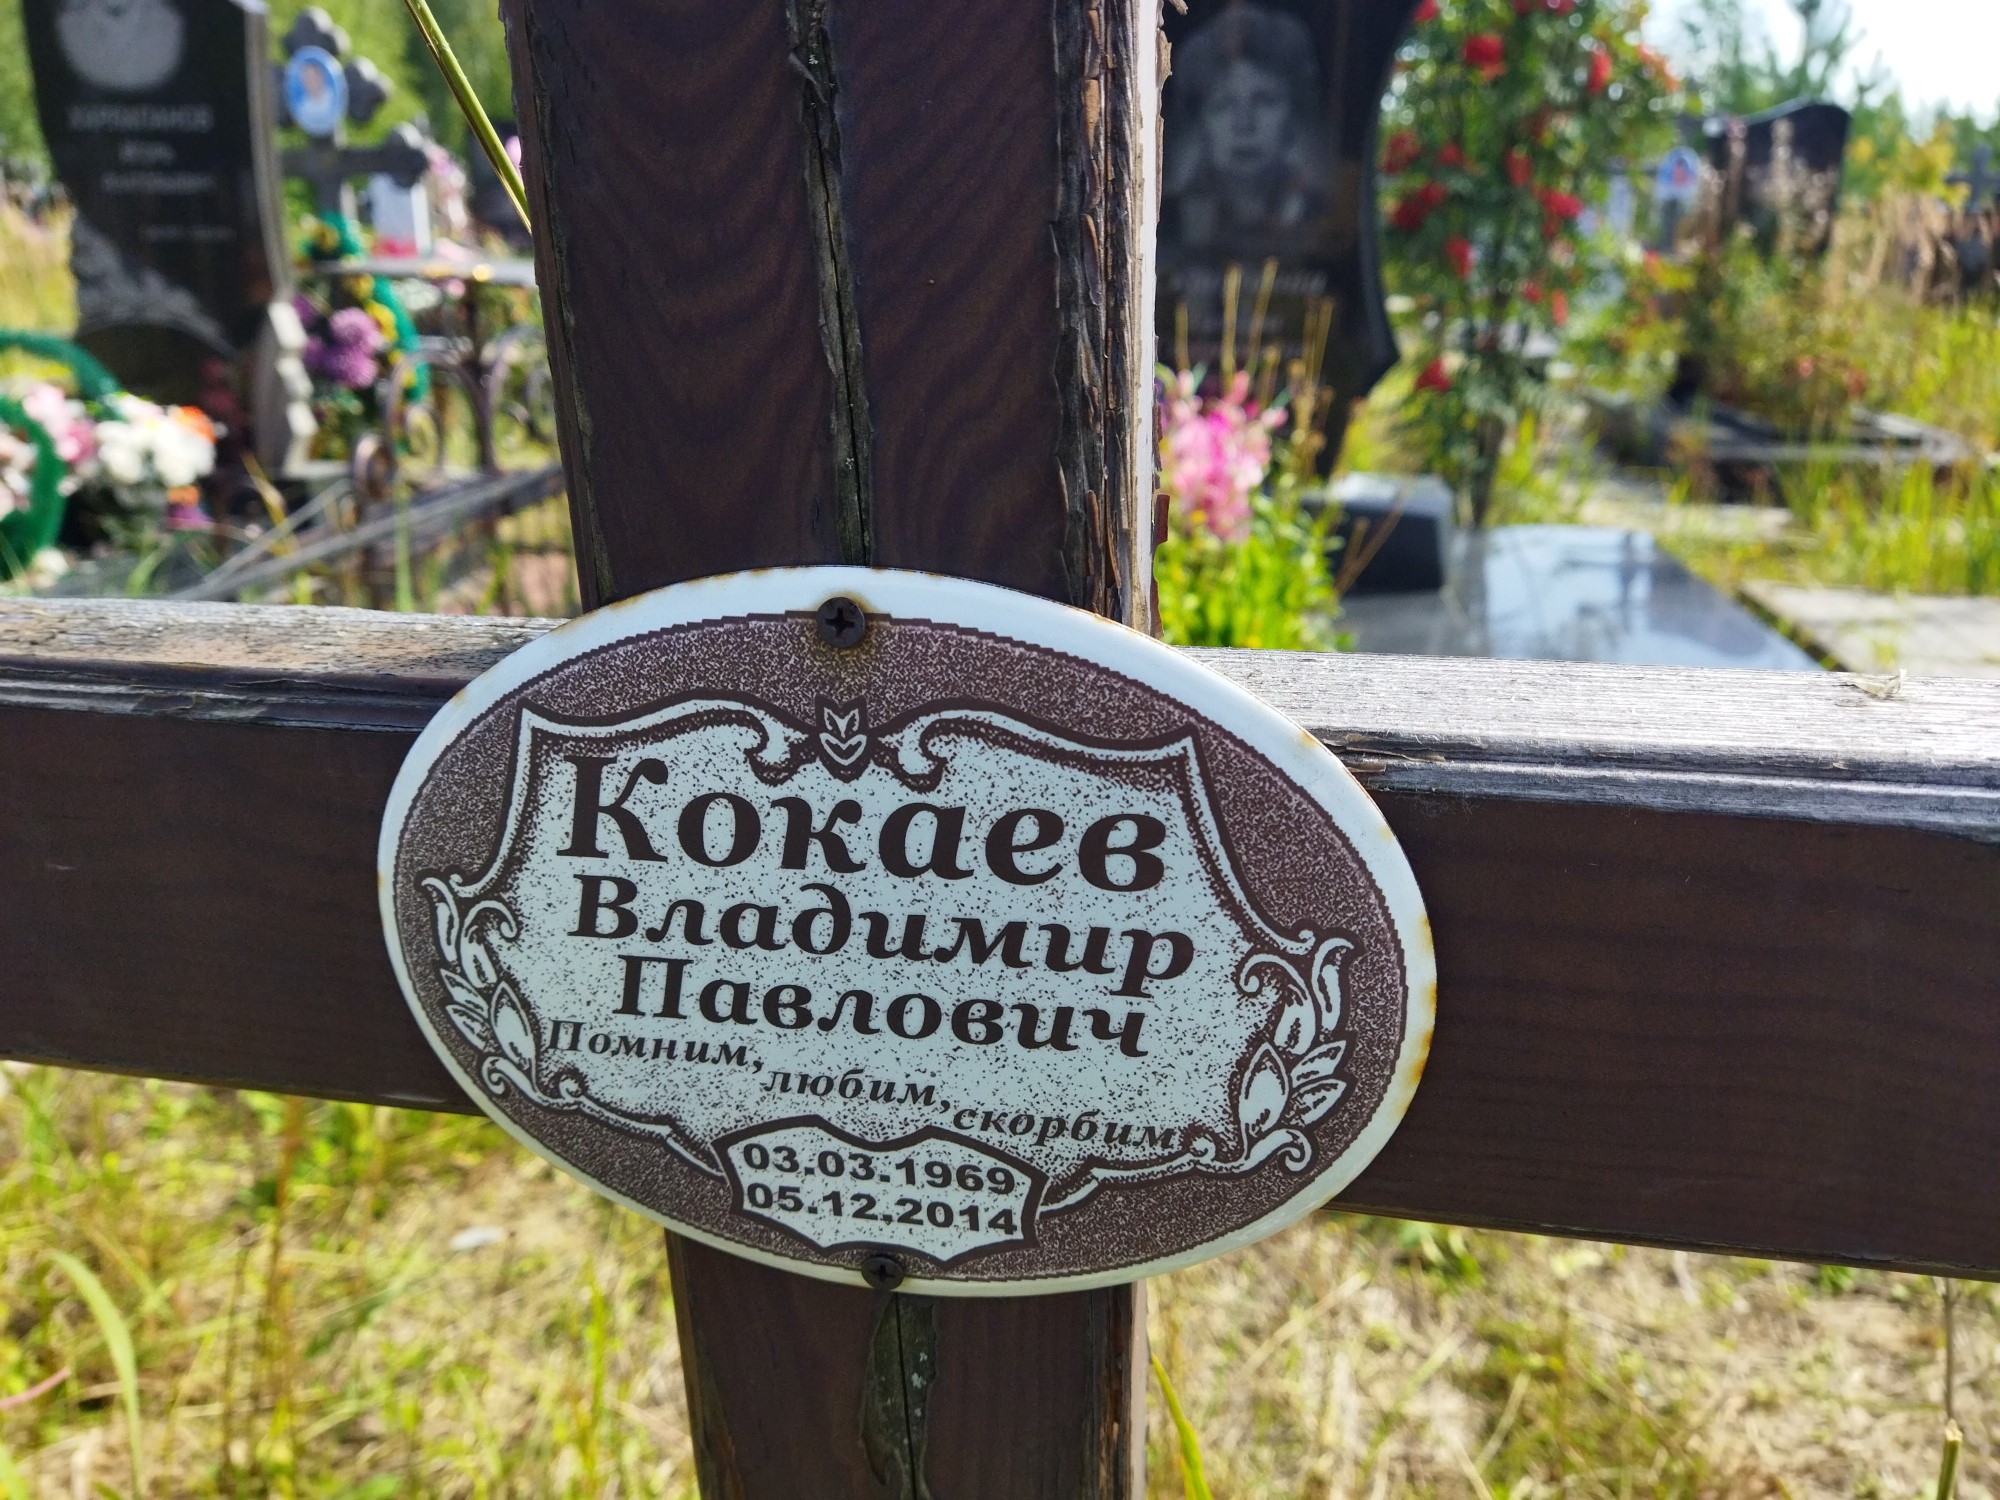 Кокаев
Владимир
Павлович
Помним, любим, скорбим
03.03.1969
05.12.2014